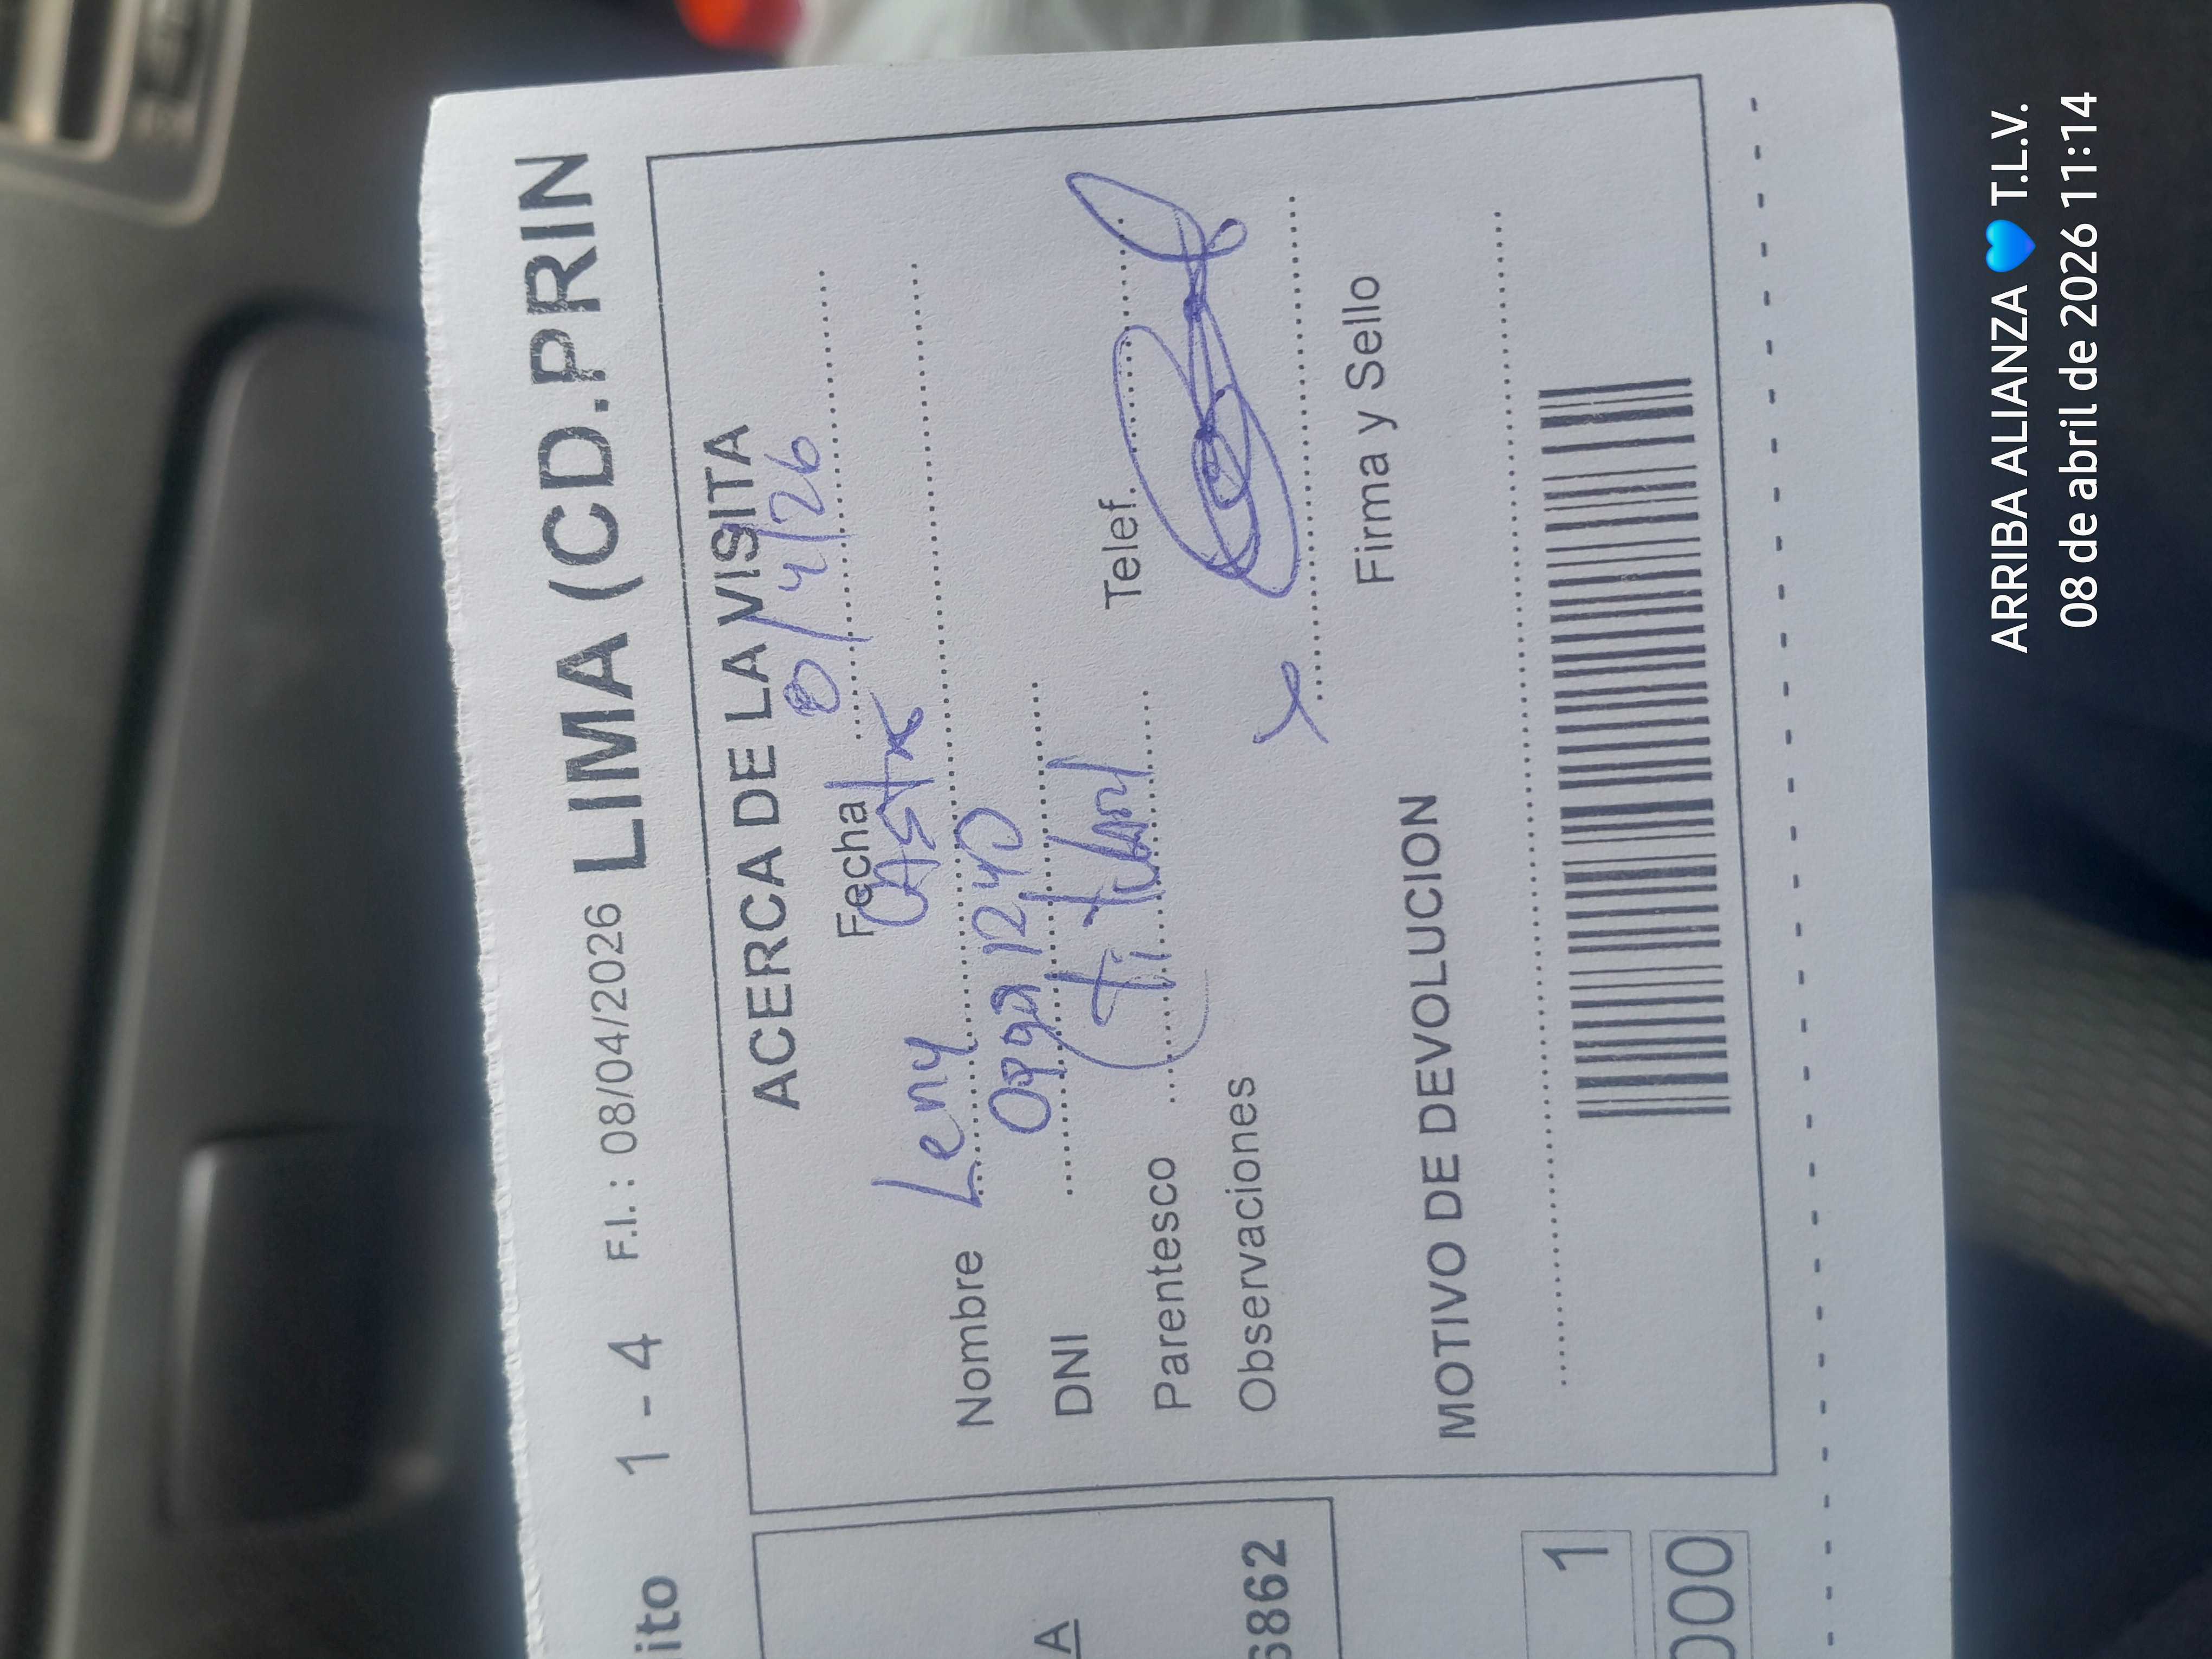 1 - 4 F.I. : 08/04/2026 LIMA (CD.PRIN
ACERCA DE LA VISITA
Fecha 8/4/26
Nombre Leny
DNI
Parentesco Titular Telef.
Observaciones
X
Firma y Sello
MOTIVO DE DEVOLUCION
ito
A
6862
1
000
ARRIBA ALIANZA 💙 T.L.V.
08 de abril de 2026 11:14